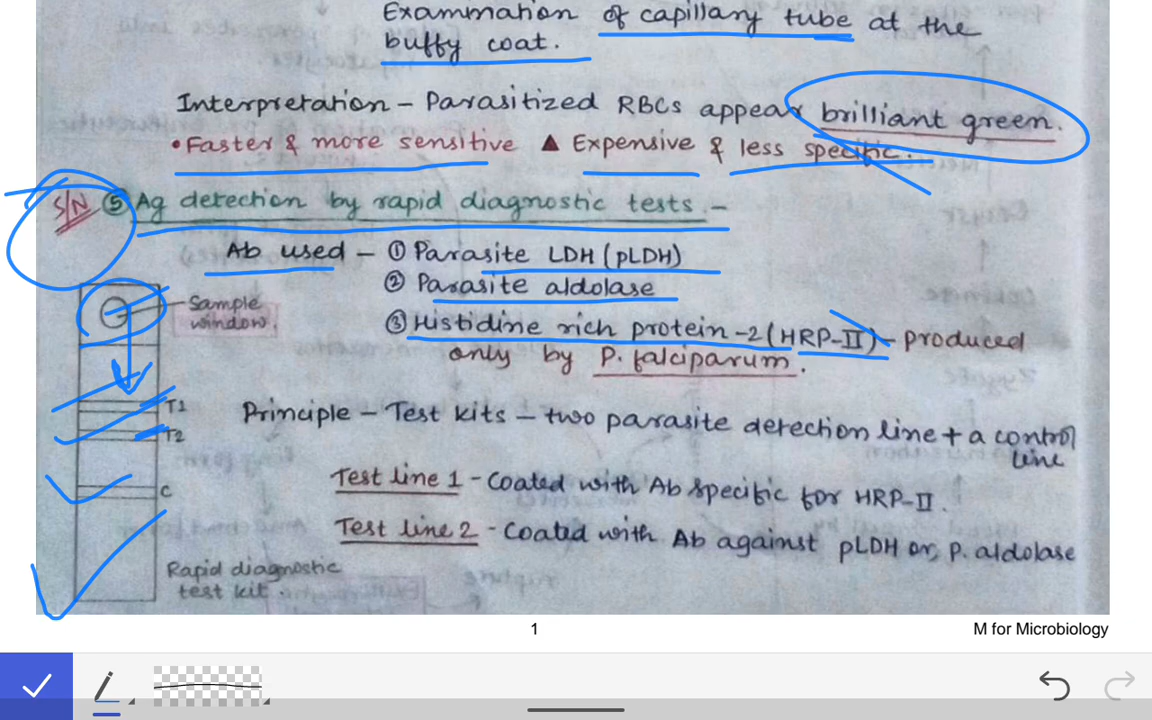 Examination of capillary tube at the
buffy coat.
Interpretation - Parasitized RBCs appear brilliant green.
• Faster & more sensitive ▲ Expensive & less specific.
S/N ⑤ Ag detection by rapid diagnostic tests. -
Ab used - ① Parasite LDH (pLDH)
② Parasite aldolase
③ Histidine rich protein-2 (HRP-II) - produced
only by P. falciparum.
Sample
window.
T1
T2
C
Rapid diagnostic
test kit.
Principle - Test kits - two parasite detection line + a control
line
Test line 1 - Coated with Ab specific for HRP-II.
Test line 2 - Coated with Ab against pLDH or, P. aldolase
1
M for Microbiology